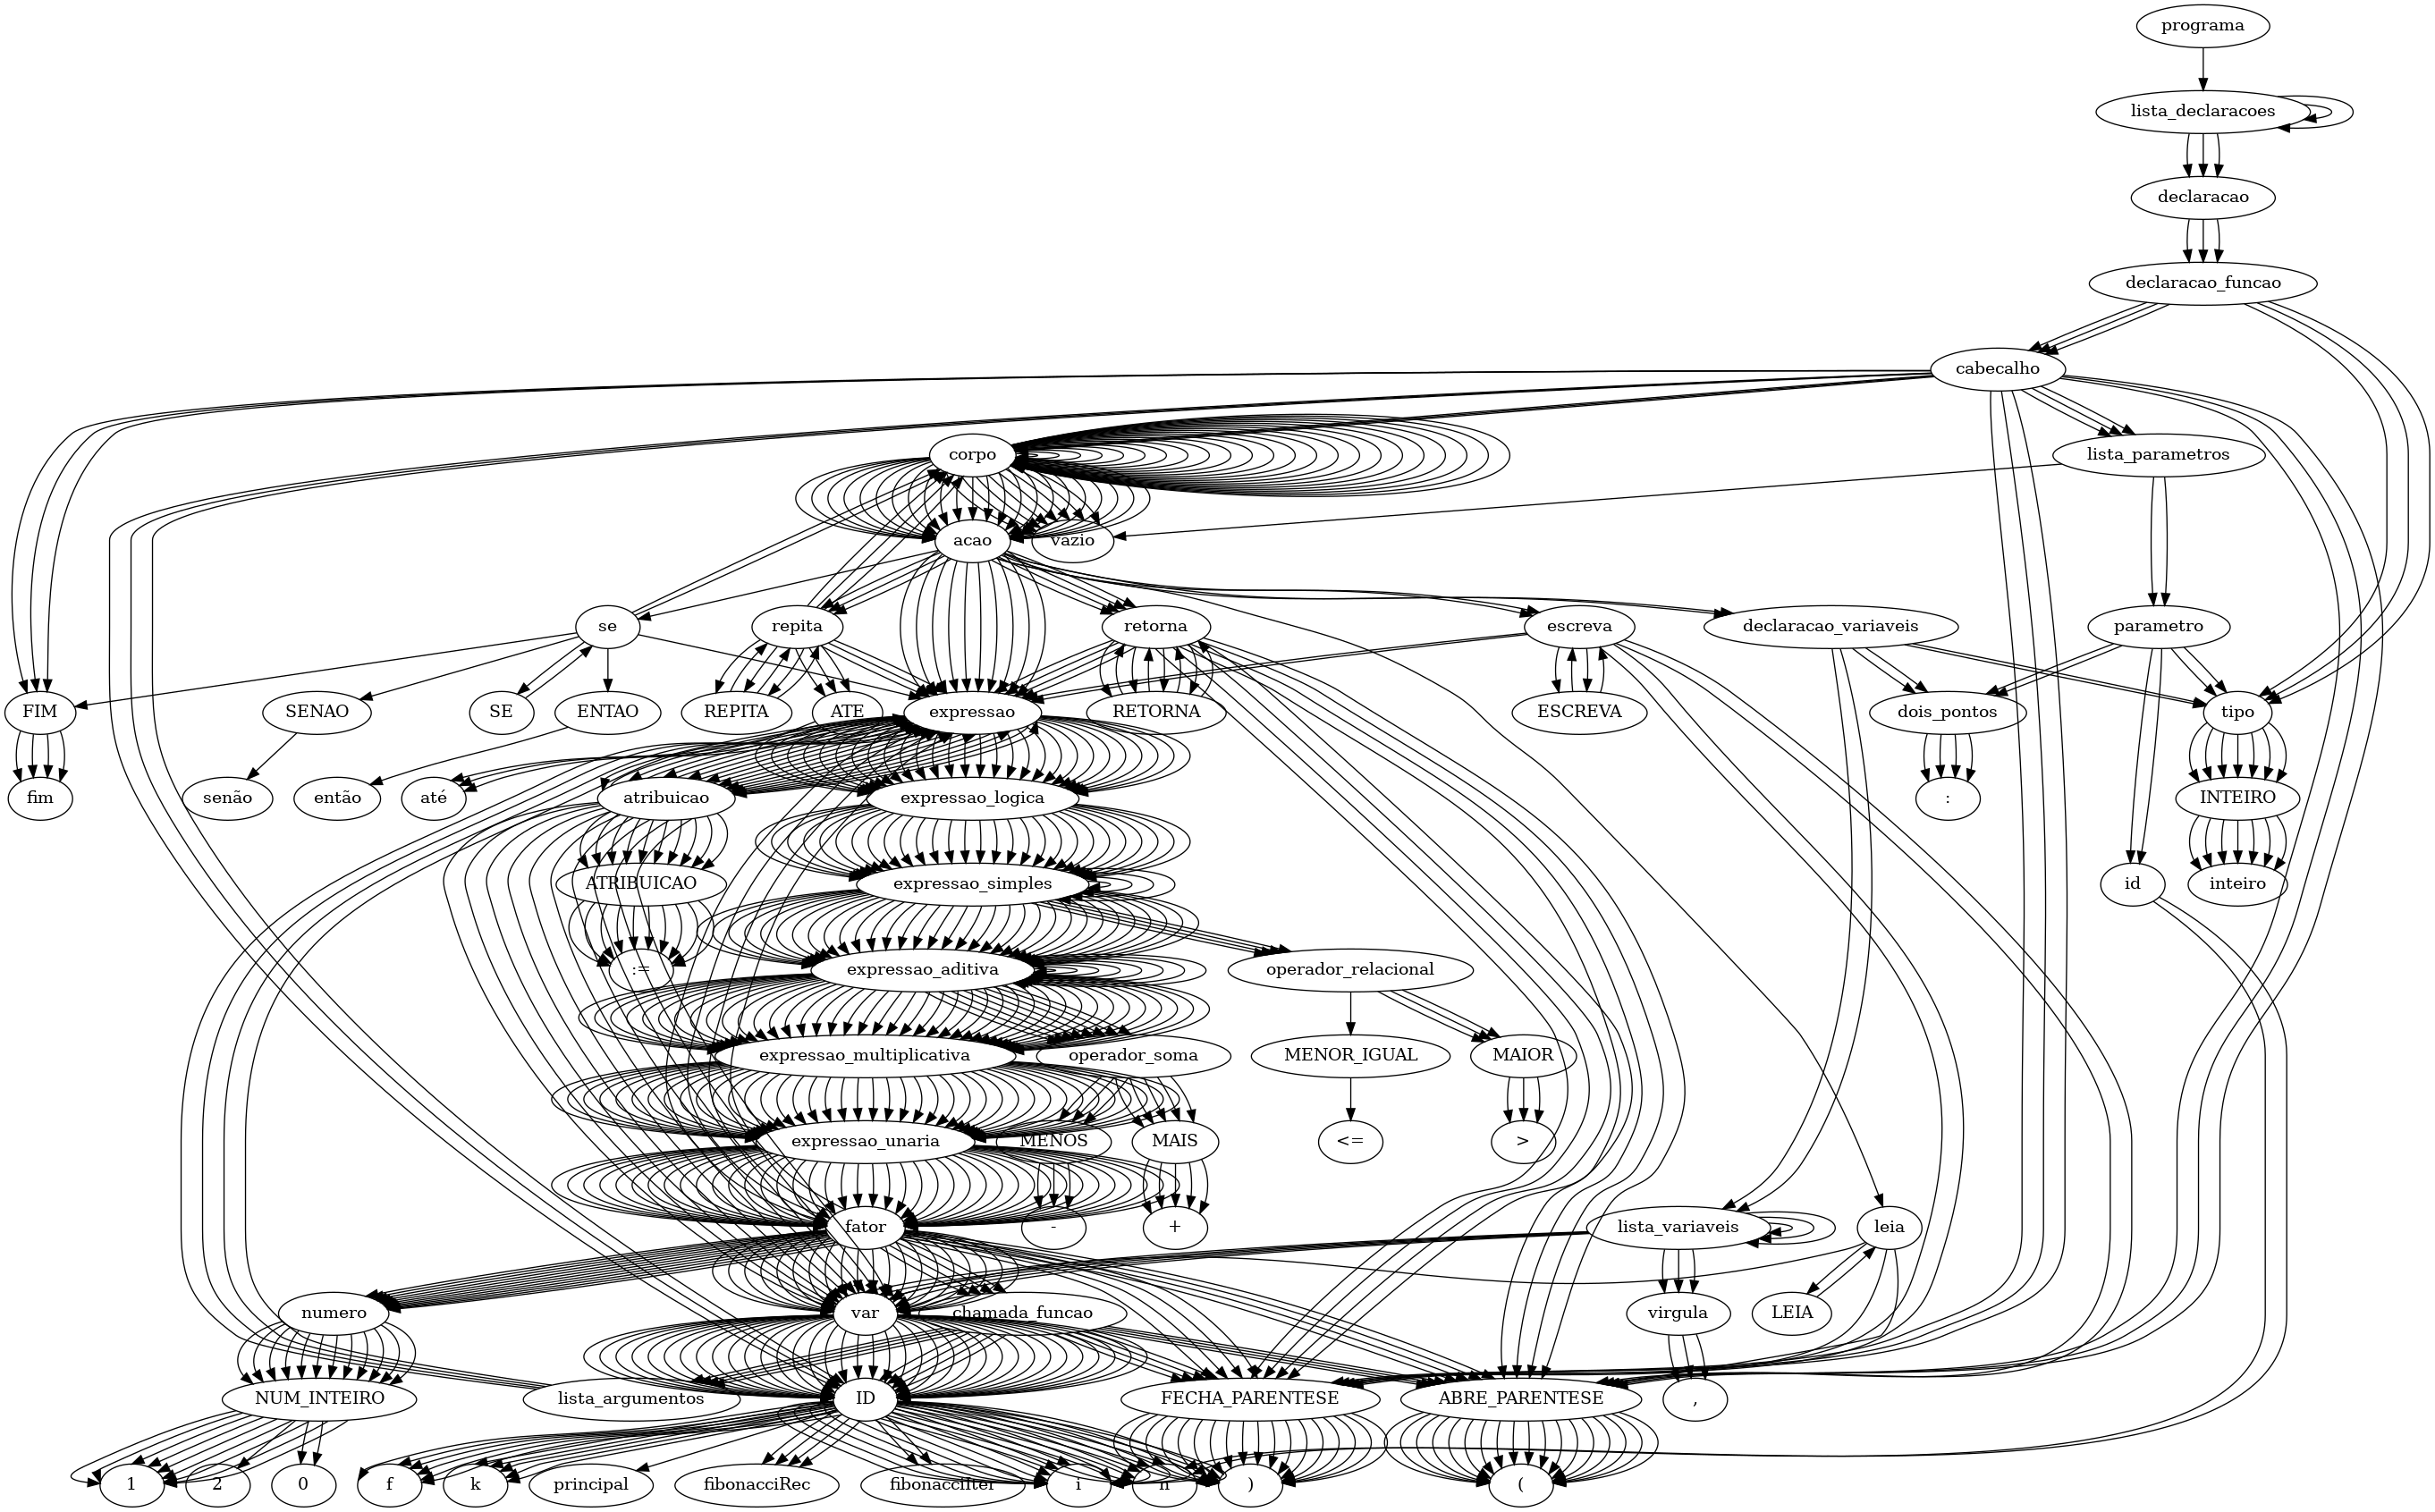 programa
lista_declaracoes
declaracao
declaracao_funcao
cabecalho
corpo
lista_parametros
acao
vazio
se
repita
retorna
escreva
declaracao_variaveis
parametro
FIM
SENAO
SE
ENTAO
REPITA
ATE
expressao
RETORNA
ESCREVA
dois_pontos
tipo
fim
senão
então
até
atribuicao
expressao_logica
:
INTEIRO
ATRIBUICAO
expressao_simples
id
inteiro
:=
expressao_aditiva
operador_relacional
expressao_multiplicativa
operador_soma
MENOR_IGUAL
MAIOR
expressao_unaria
MENOS
MAIS
<=
>
fator
-
+
lista_variaveis
leia
numero
var
chamada_funcao
virgula
LEIA
NUM_INTEIRO
lista_argumentos
ID
FECHA_PARENTESE
ABRE_PARENTESE
,
1
2
0
f
k
principal
fibonacciRec
fibonacciIter
i
n
)
(